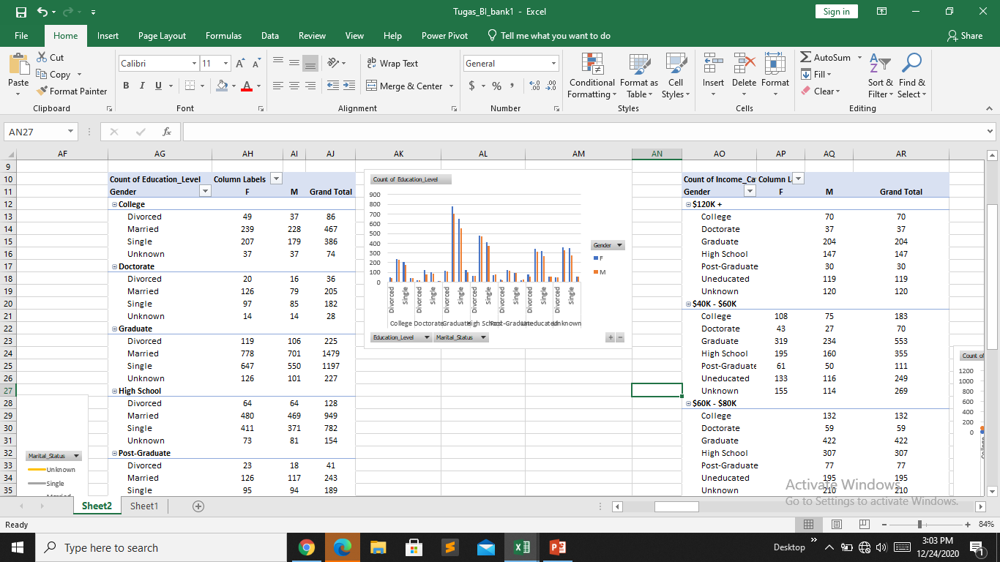 Tugas_BI_bank1 - Excel
Sign in
File Home Insert Page Layout Formulas Data Review View Help Power Pivot Tell me what you want to do Share
Paste
Cut
Copy
Format Painter
Clipboard
Calibri 11
B I U
Font
Wrap Text
Merge & Center
Alignment
General
$ % ,
Number
Conditional Formatting
Format as Table
Cell Styles
Styles
Insert Delete Format
Cells
AutoSum
Fill
Clear
Sort & Filter
Find & Select
Editing
AN27 fx
AF AG AH AI AJ AK AL AM AN AO AP AQ AR
9
10 Count of Education_Level Column Labels Count of Income_Ca Column L
11 Gender F M Grand Total Gender F M Grand Total
12 College $120K +
13 Divorced 49 37 86 College 70 70
14 Married 239 228 467 Doctorate 37 37
15 Single 207 179 386 Graduate 204 204
16 Unknown 37 37 74 High School 147 147
17 Doctorate Post-Graduate 30 30
18 Divorced 20 16 36 Uneducated 119 119
19 Married 126 79 205 Unknown 120 120
20 Single 97 85 182 $40K - $60K
21 Unknown 14 14 28 College 108 75 183
22 Graduate Doctorate 43 27 70
23 Divorced 119 106 225 Graduate 319 234 553
24 Married 778 701 1479 High School 195 160 355
25 Single 647 550 1197 Post-Graduate 61 50 111
26 Unknown 126 101 227 Uneducated 133 116 249
27 High School Unknown 155 114 269
28 Divorced 64 64 128 $60K - $80K
29 Married 480 469 949 College 132 132
30 Single 411 371 782 Doctorate 59 59
31 Unknown 73 81 154 Graduate 422 422
32 Post-Graduate High School 307 307
33 Divorced 23 18 41 Post-Graduate 77 77
34 Married 126 117 243 Uneducated 195 195
35 Single 95 94 189 Unknown 210 210
Count of Education_Level
900
800
700
600
500
400
300
200
100
0
Divorced Single Divorced Single Divorced Single Divorced Single Divorced Single Divorced Single Divorced Single
College Doctorate Graduate High School Post-Graduate Uneducated Unknown
Gender
F
M
Education_Level Marital_Status + -
Marital_Status
Unknown
Single
Count of
1200
1000
800
600
400
200
0
College
Activate Windows
Go to Settings to activate Windows.
Sheet2 Sheet1
Ready 84%
Type here to search
Desktop
3:03 PM
12/24/2020
1